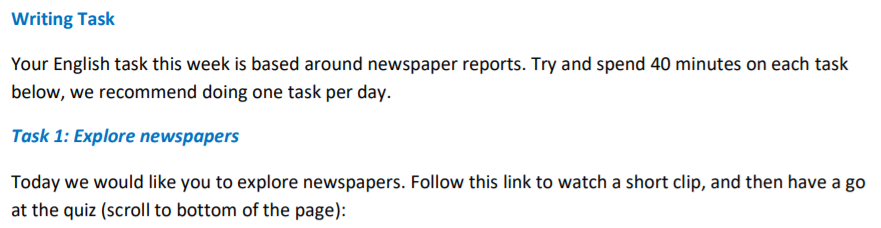 Writing Task
Your English task this week is based around newspaper reports. Try and spend 40 minutes on each task
below, we recommend doing one task per day.
Task 1: Explore newspapers
Today we would like you to explore newspapers. Follow this link to watch a short clip, and then have a go
at the quiz (scroll to bottom of the page):